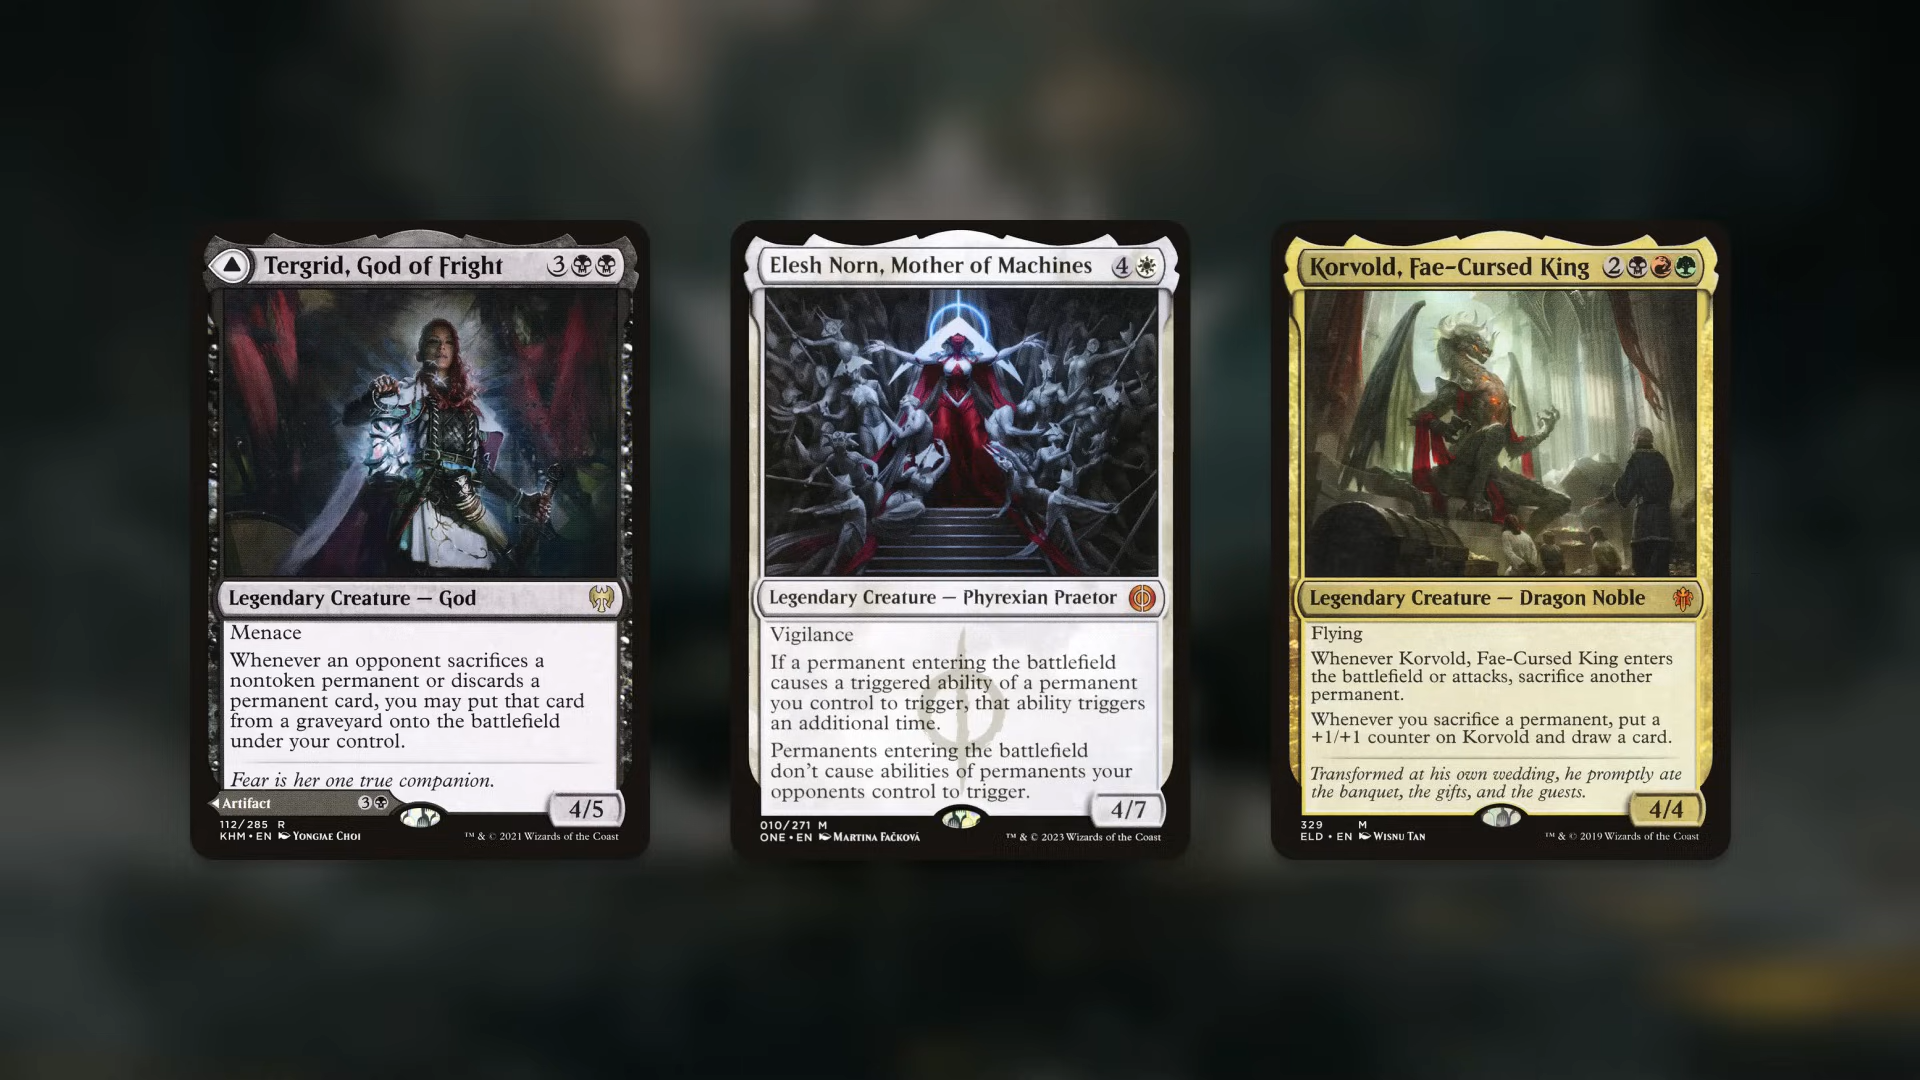 Tergrid, God of Fright 3
Legendary Creature — God
Menace
Whenever an opponent sacrifices a
nontoken permanent or discards a
permanent card, you may put that card
from a graveyard onto the battlefield
under your control.
Fear is her one true companion.
Artifact 3
4/5
112/285 R
KHM • EN Yongjae Choi
™ & © 2021 Wizards of the Coast
Elesh Norn, Mother of Machines 4
Legendary Creature — Phyrexian Praetor
Vigilance
If a permanent entering the battlefield
causes a triggered ability of a permanent
you control to trigger, that ability triggers
an additional time.
Permanents entering the battlefield
don't cause abilities of permanents your
opponents control to trigger.
4/7
010/271 M
ONE • EN Martina Fačková
™ & © 2023 Wizards of the Coast
Korvold, Fae-Cursed King 2
Legendary Creature — Dragon Noble
Flying
Whenever Korvold, Fae-Cursed King enters
the battlefield or attacks, sacrifice another
permanent.
Whenever you sacrifice a permanent, put a
+1/+1 counter on Korvold and draw a card.
Transformed at his own wedding, he promptly ate
the banquet, the gifts, and the guests.
4/4
329 M
ELD • EN Wisnu Tan
™ & © 2019 Wizards of the Coast